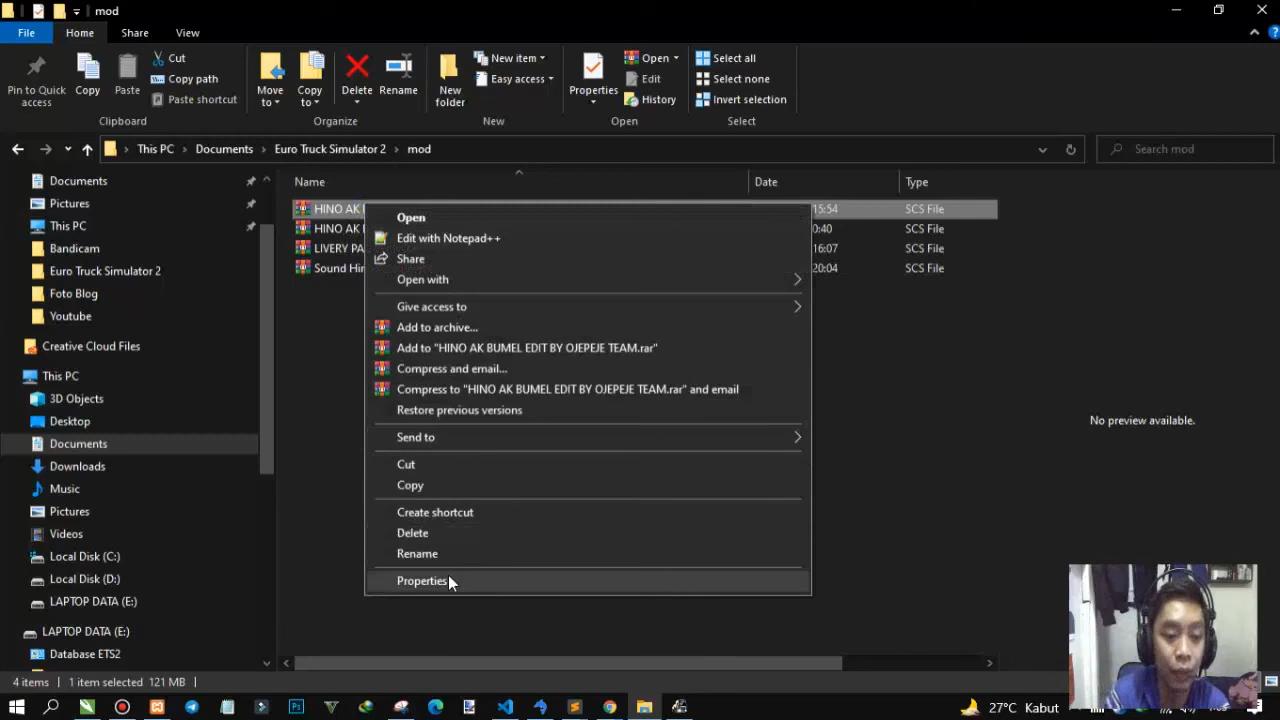 mod
File
Home
Share
View
Pin to Quick access
Copy
Paste
Cut
Copy path
Paste shortcut
Clipboard
Move to
Copy to
Delete
Rename
Organize
New folder
New item
Easy access
New
Properties
Open
Edit
History
Open
Select all
Select none
Invert selection
Select
This PC > Documents > Euro Truck Simulator 2 > mod
Search mod
Documents
Pictures
This PC
Bandicam
Euro Truck Simulator 2
Foto Blog
Youtube
Creative Cloud Files
This PC
3D Objects
Desktop
Documents
Downloads
Music
Pictures
Videos
Local Disk (C:)
Local Disk (D:)
LAPTOP DATA (E:)
LAPTOP DATA (E:)
Database ETS2
Name Date Type
HINO AK 15:54 SCS File
HINO AK 0:40 SCS File
LIVERY PA 16:07 SCS File
Sound Hin 20:04 SCS File
Open
Edit with Notepad++
Share
Open with
Give access to
Add to archive...
Add to "HINO AK BUMEL EDIT BY OJEPEJE TEAM.rar"
Compress and email...
Compress to "HINO AK BUMEL EDIT BY OJEPEJE TEAM.rar" and email
Restore previous versions
Send to
Cut
Copy
Create shortcut
Delete
Rename
Properties
No preview available.
4 items 1 item selected 121 MB
27°C Kabut